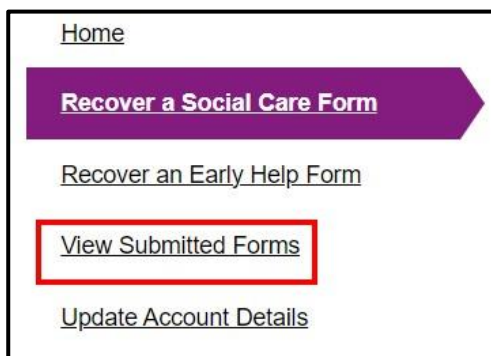 Home
Recover a Social Care Form
Recover an Early Help Form
View Submitted Forms
Update Account Details